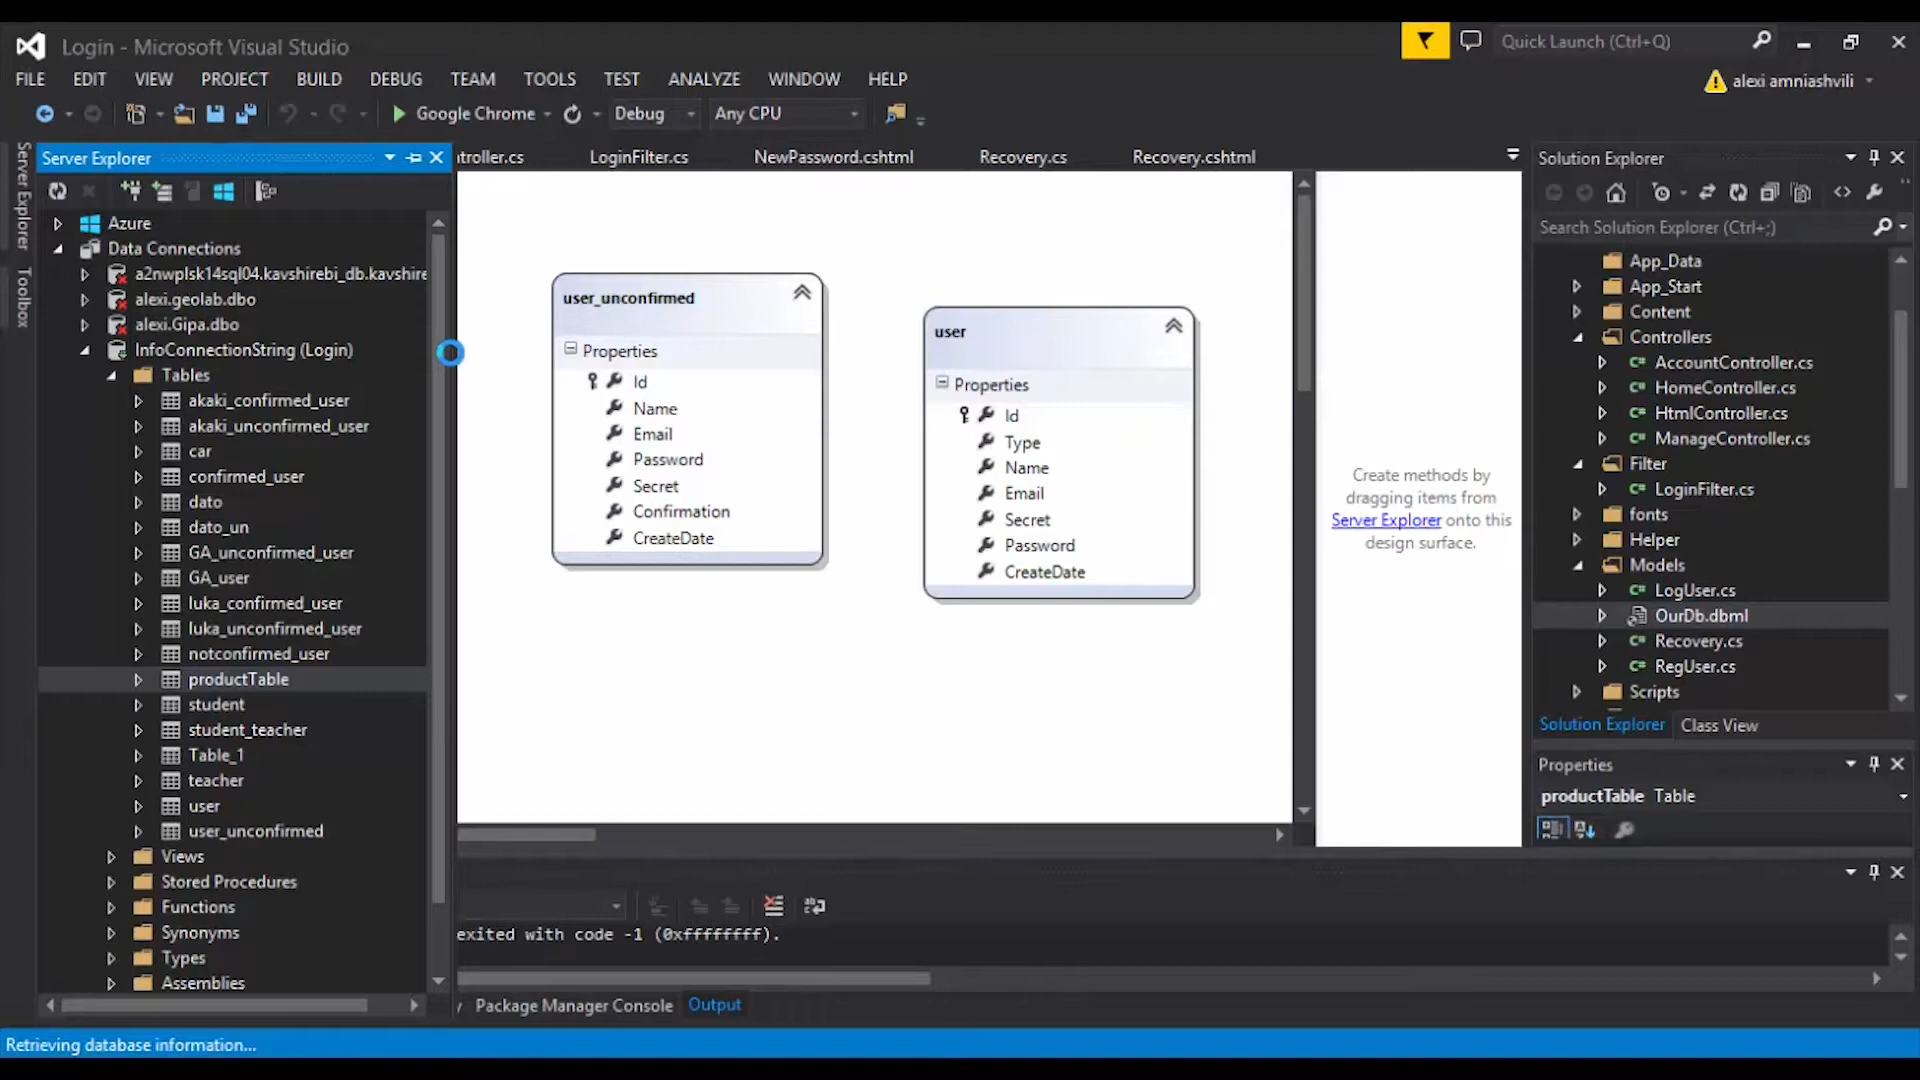 Login - Microsoft Visual Studio
Quick Launch (Ctrl+Q)
FILE EDIT VIEW PROJECT BUILD DEBUG TEAM TOOLS TEST ANALYZE WINDOW HELP
alexi amniashvili
Google Chrome Debug Any CPU
Server Explorer
Toolbox
Server Explorer
Azure
Data Connections
a2nwplsk14sql04.kavshirebi_db.kavshire
alexi.geolab.dbo
alexi.Gipa.dbo
InfoConnectionString (Login)
Tables
akaki_confirmed_user
akaki_unconfirmed_user
car
confirmed_user
dato
dato_un
GA_unconfirmed_user
GA_user
luka_confirmed_user
luka_unconfirmed_user
notconfirmed_user
productTable
student
student_teacher
Table_1
teacher
user
user_unconfirmed
Views
Stored Procedures
Functions
Synonyms
Types
Assemblies
ntroller.cs LoginFilter.cs NewPassword.cshtml Recovery.cs Recovery.cshtml
user_unconfirmed
Properties
Id
Name
Email
Password
Secret
Confirmation
CreateDate
user
Properties
Id
Type
Name
Email
Secret
Password
CreateDate
Create methods by
dragging items from
Server Explorer onto this
design surface.
exited with code -1 (0xffffffff).
Package Manager Console Output
Solution Explorer
Search Solution Explorer (Ctrl+;)
App_Data
App_Start
Content
Controllers
AccountController.cs
HomeController.cs
HtmlController.cs
ManageController.cs
Filter
LoginFilter.cs
fonts
Helper
Models
LogUser.cs
OurDb.dbml
Recovery.cs
RegUser.cs
Scripts
Solution Explorer Class View
Properties
productTable Table
Retrieving database information...